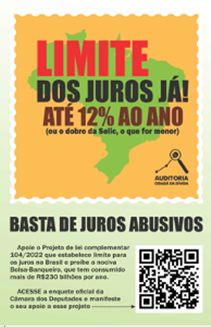 LIMITE
DOS JUROS JÁ!
ATÉ 12% AO ANO
(ou o dobro da Selic, o que for menor)
AUDITORIA
CIDADÃ DA DÍVIDA
BASTA DE JUROS ABUSIVOS
Apoie o Projeto de lei complementar
104/2022 que estabelece limite para
os juros no Brasil e proíbe a nociva
Bolsa-Banqueiro, que tem consumido
mais de R$230 bilhões por ano.
ACESSE a enquete oficial da
Câmara dos Deputados e manifeste
o seu apoio a esse projeto